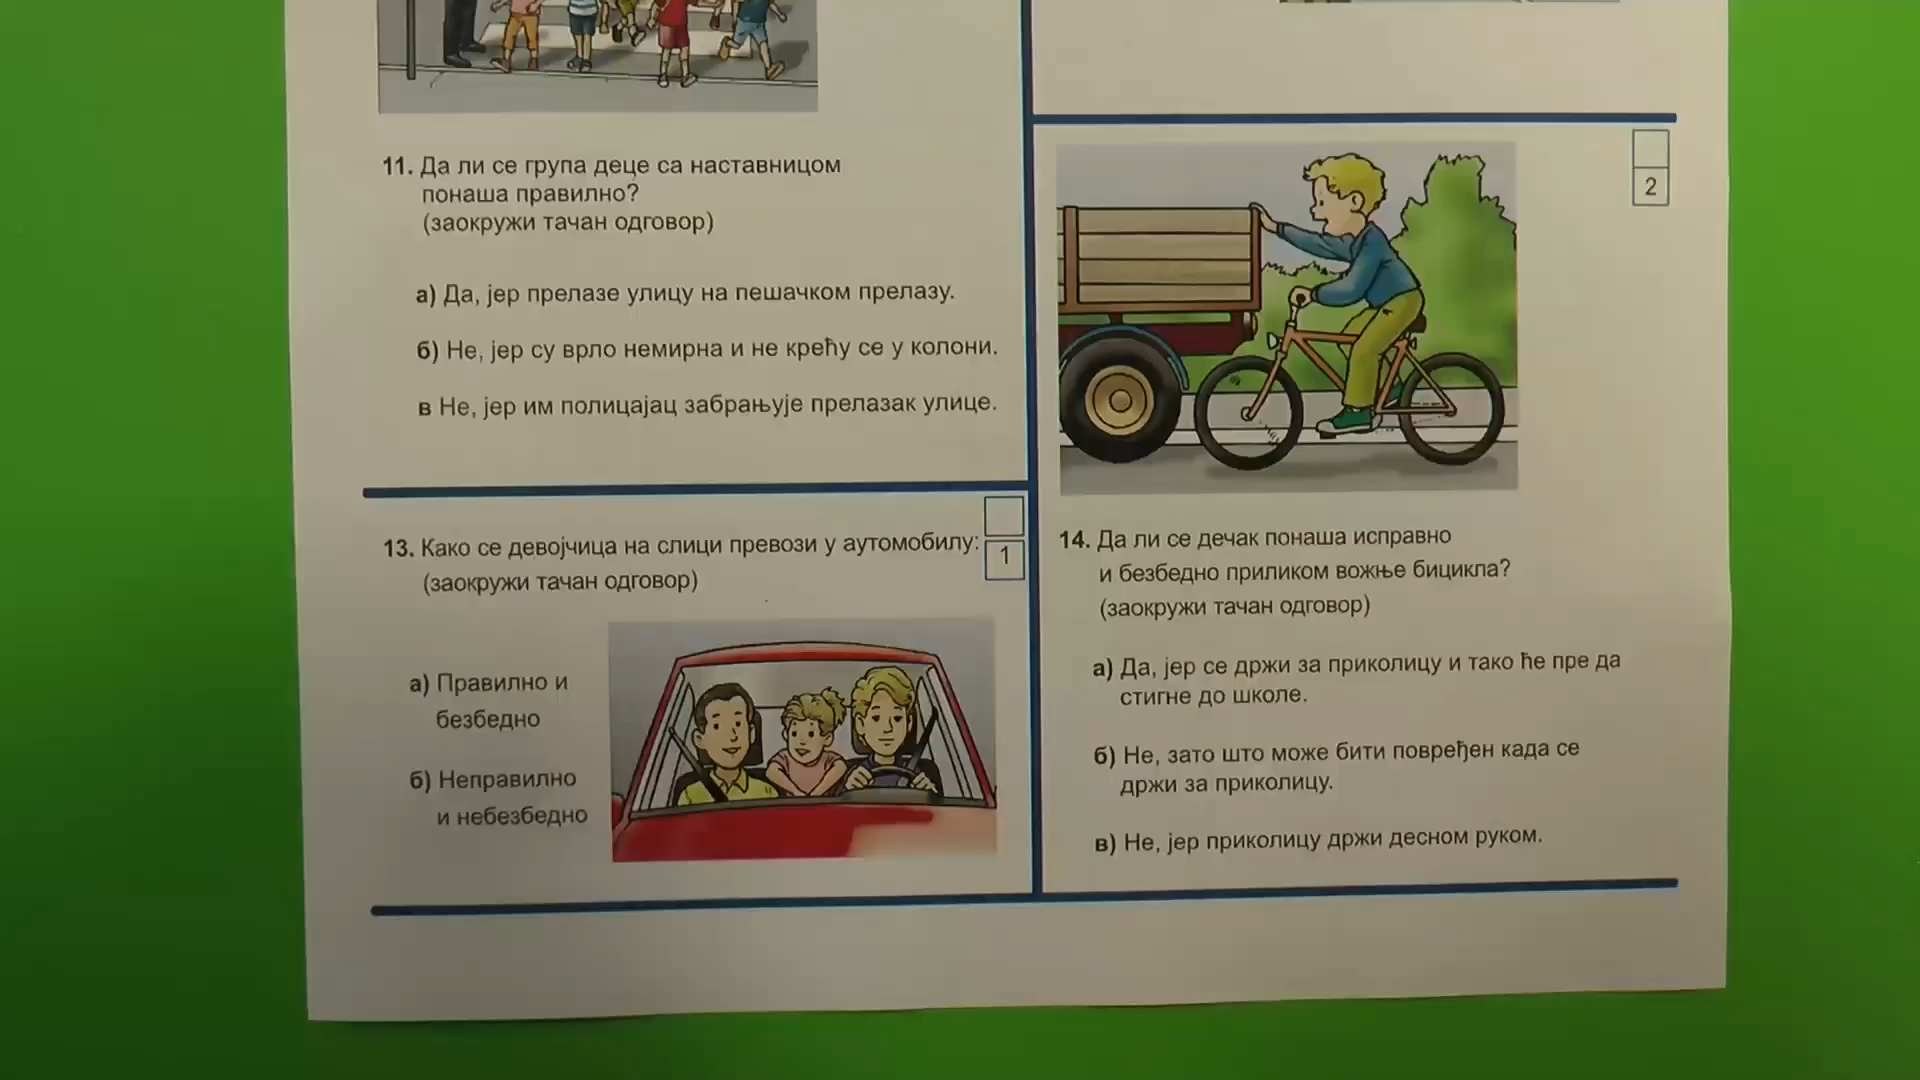 11. Да ли се група деце са наставницом
понаша правилно?
(заокружи тачан одговор)
а) Да, јер прелазе улицу на пешачком прелазу.
б) Не, јер су врло немирна и не крећу се у колони.
в Не, јер им полицајац забрањује прелазак улице.
13. Како се девојчица на слици превози у аутомобилу:
(заокружи тачан одговор)
1
а) Правилно и
безбедно
б) Неправилно
и небезбедно
2
14. Да ли се дечак понаша исправно
и безбедно приликом вожње бицикла?
(заокружи тачан одговор)
а) Да, јер се држи за приколицу и тако ће пре да
стигне до школе.
б) Не, зато што може бити повређен када се
држи за приколицу.
в) Не, јер приколицу држи десном руком.